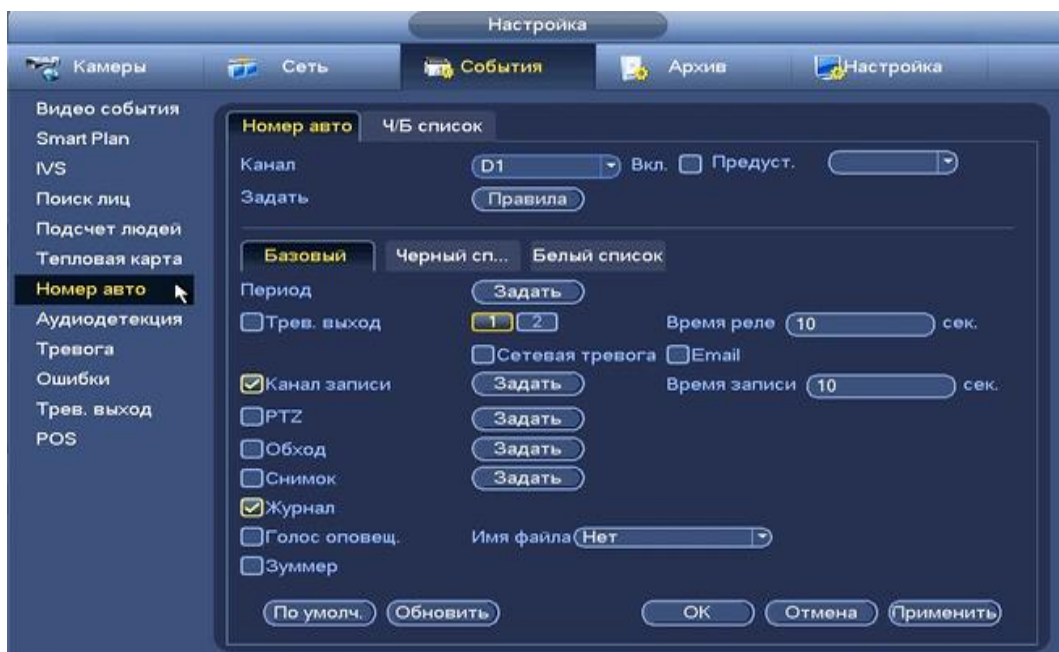 Настройка
Камеры Сеть События Архив Настройка
Видео события
Smart Plan
IVS
Поиск лиц
Подсчет людей
Тепловая карта
Номер авто
Аудиодетекция
Тревога
Ошибки
Трев. выход
POS
Номер авто Ч/Б список
Канал D1 Вкл. Предуст.
Задать Правила
Базовый Черный сп... Белый список
Период Задать
Трев. выход 1 2 Время реле 10 сек.
Сетевая тревога Email
Канал записи Задать Время записи 10 сек.
PTZ Задать
Обход Задать
Снимок Задать
Журнал
Голос оповещ. Имя файла Нет
Зуммер
По умолч. Обновить OK Отмена Применить